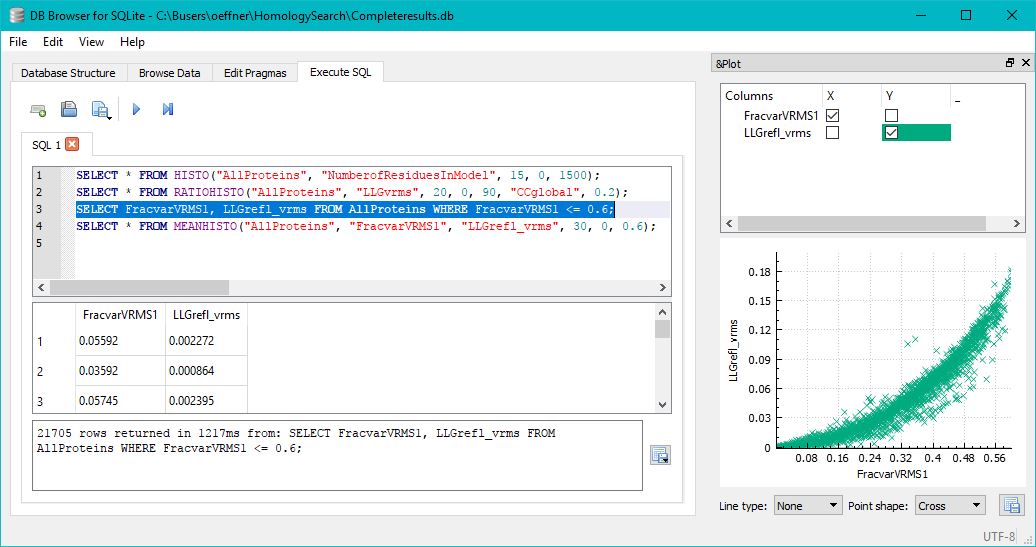 DB Browser for SQLite - C:\Busers\oeffner\HomologySearch\Completeresults.db
File Edit View Help
Database Structure Browse Data Edit Pragmas Execute SQL
SQL 1
1 SELECT * FROM HISTO("AllProteins", "NumberofResiduesInModel", 15, 0, 1500);
2 SELECT * FROM RATIOHISTO("AllProteins", "LLGvrms", 20, 0, 90, "CCglobal", 0.2);
3 SELECT FracvarVRMS1, LLGrefl_vrms FROM AllProteins WHERE FracvarVRMS1 <= 0.6;
4 SELECT * FROM MEANHISTO("AllProteins", "FracvarVRMS1", "LLGrefl_vrms", 30, 0, 0.6);
5
FracvarVRMS1 LLGrefl_vrms
1 0.05592 0.002272
2 0.03592 0.000864
3 0.05745 0.002395
21705 rows returned in 1217ms from: SELECT FracvarVRMS1, LLGrefl_vrms FROM
AllProteins WHERE FracvarVRMS1 <= 0.6;
&Plot
Columns X Y _
FracvarVRMS1
LLGrefl_vrms
0.18
0.15
0.12
0.09
0.06
0.03
0
LLGrefl_vrms
0.08 0.16 0.24 0.32 0.4 0.48 0.56
FracvarVRMS1
Line type: None Point shape: Cross
UTF-8